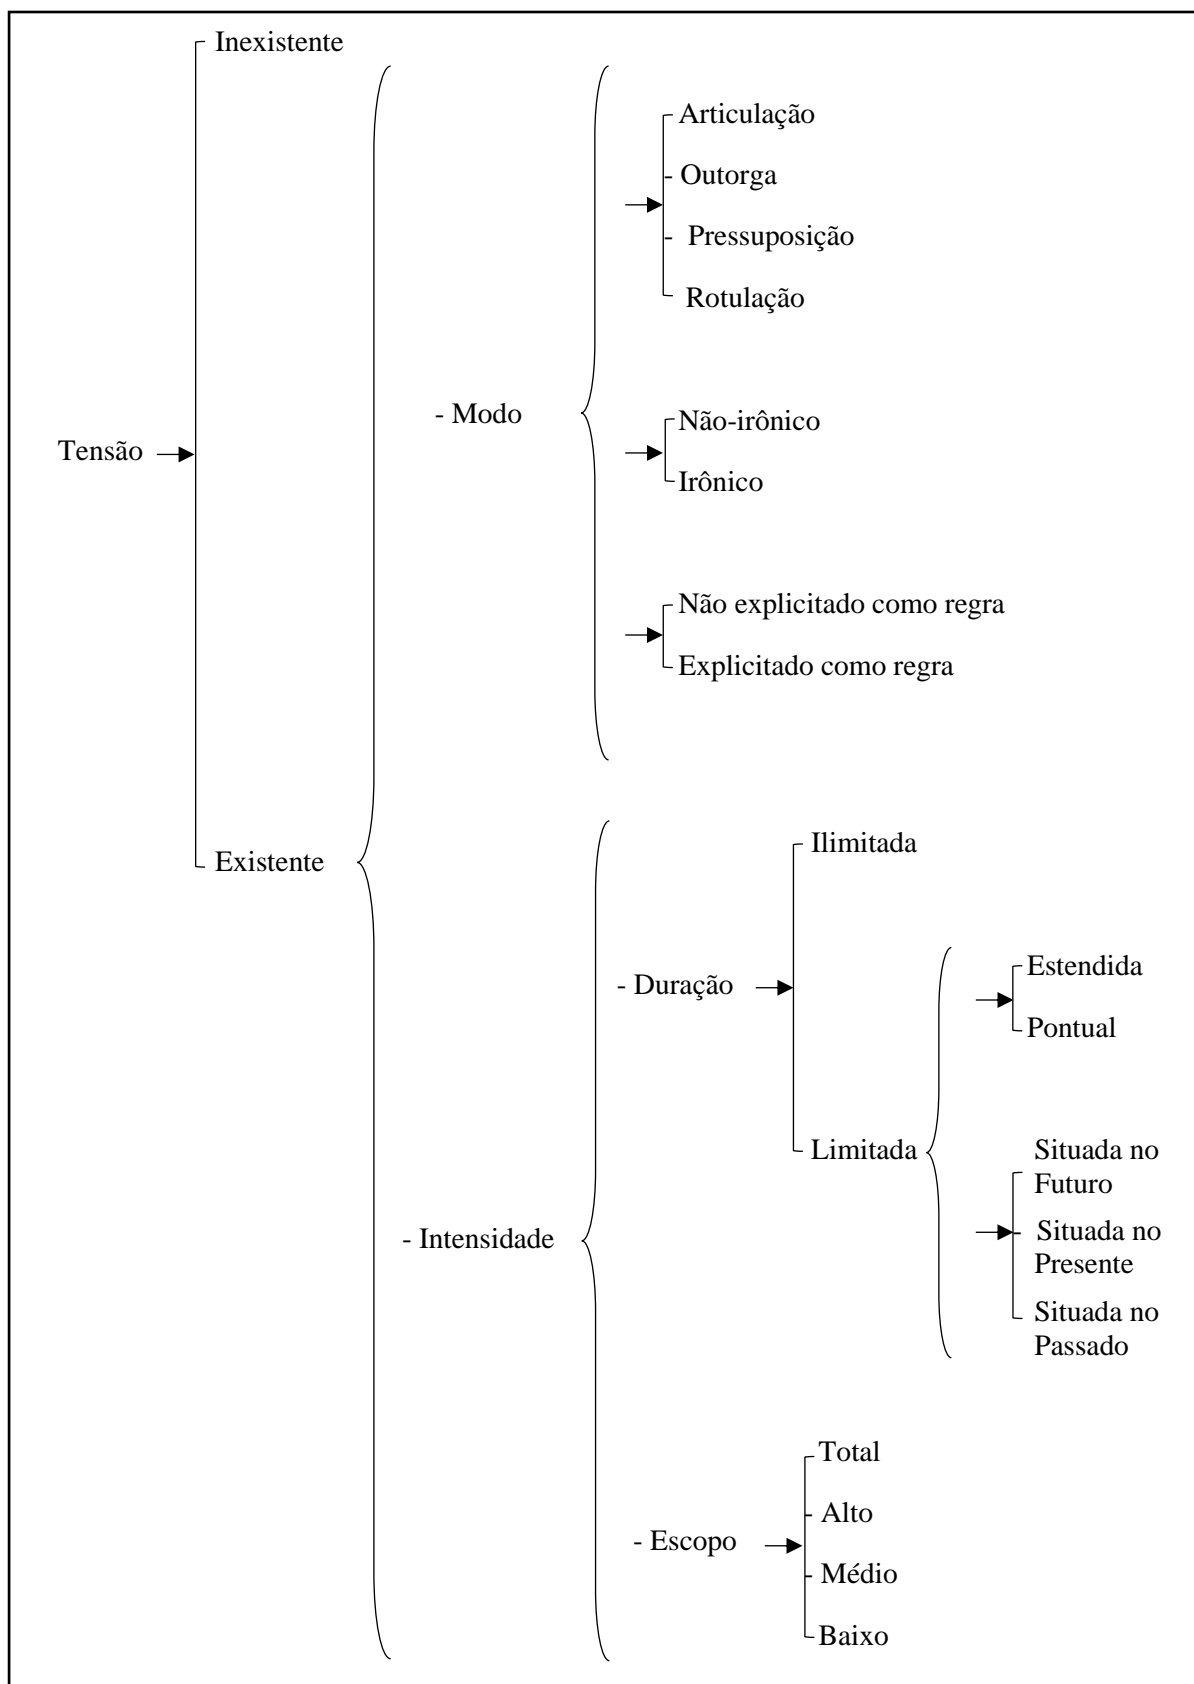 Inexistente
Articulação
- Outorga
- Pressuposição
Rotulação
- Modo
Não-irônico
Tensão
Irônico
Não explicitado como regra
Explicitado como regra
Existente
Ilimitada
Estendida
- Duração
Pontual
Limitada
Situada no
Futuro
- Situada no
Presente
- Intensidade
Situada no
Passado
Total
- Alto
- Escopo
- Médio
Baixo